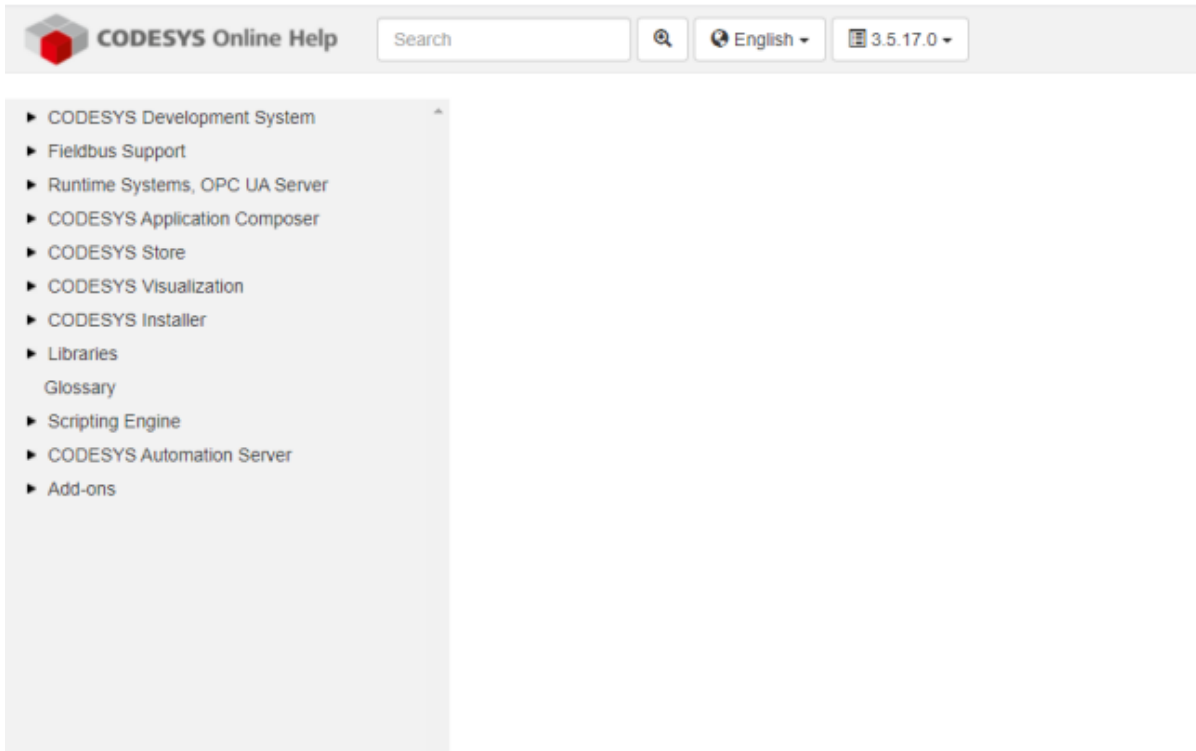 CODESYS Online Help Search English 3.5.17.0
CODESYS Development System
Fieldbus Support
Runtime Systems, OPC UA Server
CODESYS Application Composer
CODESYS Store
CODESYS Visualization
CODESYS Installer
Libraries
Glossary
Scripting Engine
CODESYS Automation Server
Add-ons